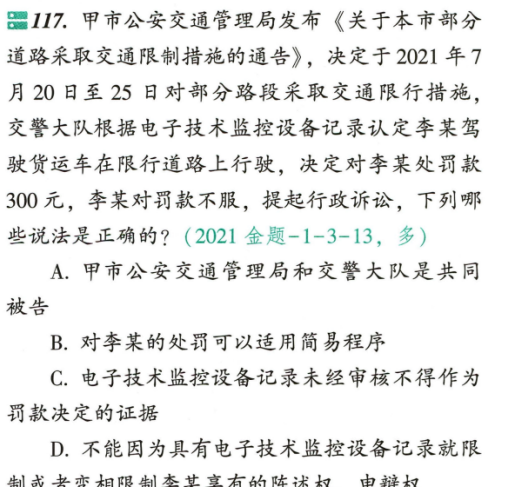 117. 甲市公安交通管理局发布《关于本市部分
道路采取交通限制措施的通告》，决定于 2021 年 7
月 20 日至 25 日对部分路段采取交通限行措施，
交警大队根据电子技术监控设备记录认定李某驾
驶货运车在限行道路上行驶，决定对李某处罚款
300 元，李某对罚款不服，提起行政诉讼，下列哪
些说法是正确的？（2021 金题-1-3-13，多）
A. 甲市公安交通管理局和交警大队是共同
被告
B. 对李某的处罚可以适用简易程序
C. 电子技术监控设备记录未经审核不得作为
罚款决定的证据
D. 不能因为具有电子技术监控设备记录就限
制或者变相限制李某享有的陈述权、申辩权